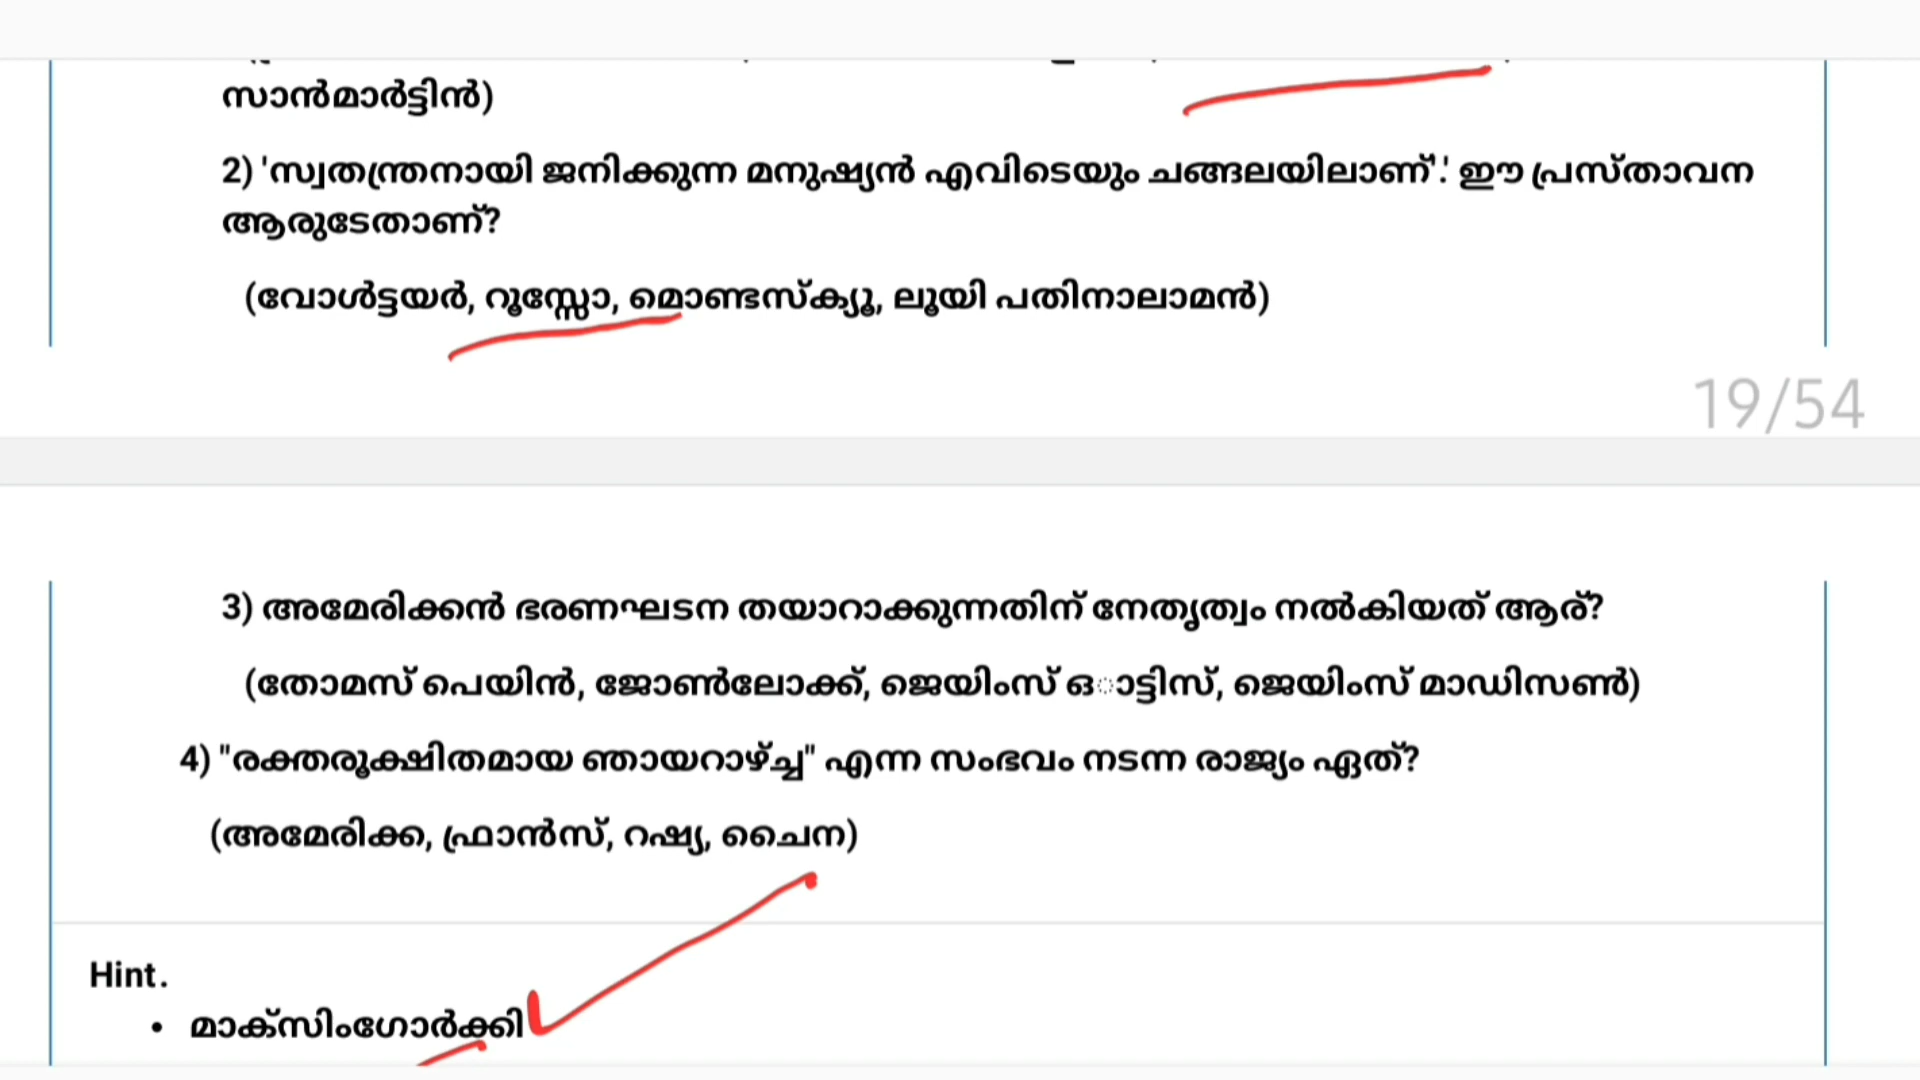 സാൻമാർട്ടിൻ)
2) 'സ്വതന്ത്രനായി ജനിക്കുന്ന മനുഷ്യൻ എവിടെയും ചങ്ങലയിലാണ്'.' ഈ പ്രസ്താവന
ആരുടേതാണ്?
(വോൾട്ടയർ, റൂസ്സോ, മൊണ്ടസ്ക്യൂ, ലൂയി പതിനാലാമൻ)
19/54
3) അമേരിക്കൻ ഭരണഘടന തയാറാക്കുന്നതിന് നേതൃത്വം നൽകിയത് ആര്?
(തോമസ് പെയിൻ, ജോൺലോക്ക്, ജെയിംസ് ഒാട്ടിസ്, ജെയിംസ് മാഡിസൺ)
4) "രക്തരൂക്ഷിതമായ ഞായറാഴ്ച്ച" എന്ന സംഭവം നടന്ന രാജ്യം ഏത്?
(അമേരിക്ക, ഫ്രാൻസ്, റഷ്യ, ചൈന)
Hint.
• മാക്സിംഗോർക്കി